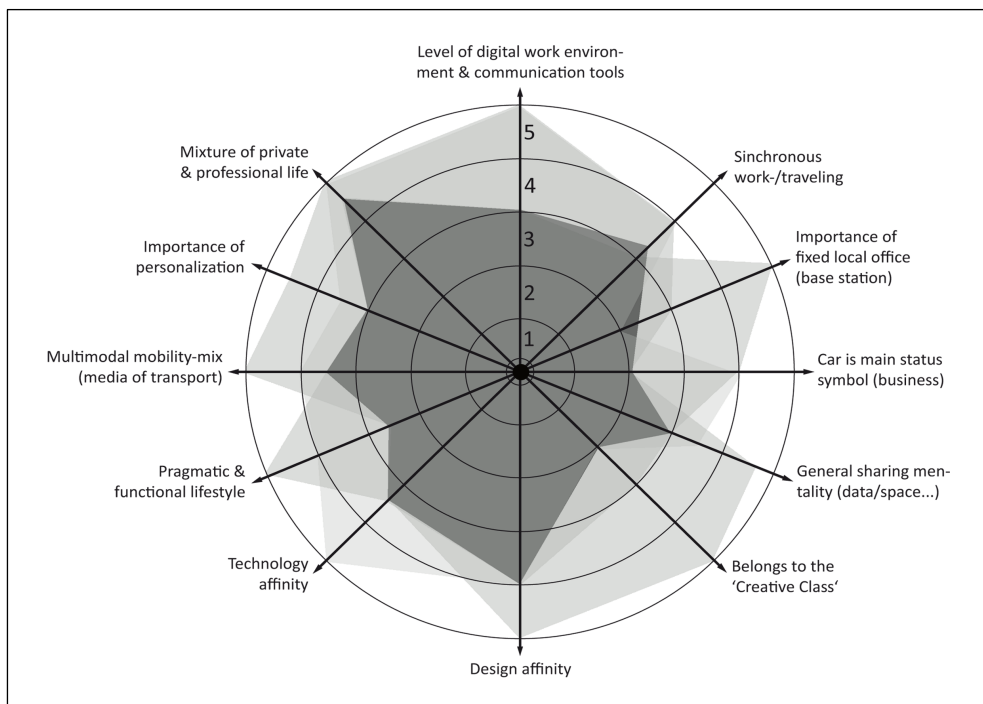 Level of digital work environ-
ment & communication tools
5
4
3
2
1
Mixture of private
& professional life
Sinchronous
work-/traveling
Importance of
personalization
Importance of
fixed local office
(base station)
Multimodal mobility-mix
(media of transport)
Car is main status
symbol (business)
Pragmatic &
functional lifestyle
General sharing men-
tality (data/space...)
Technology
affinity
Belongs to the
‘Creative Class‘
Design affinity